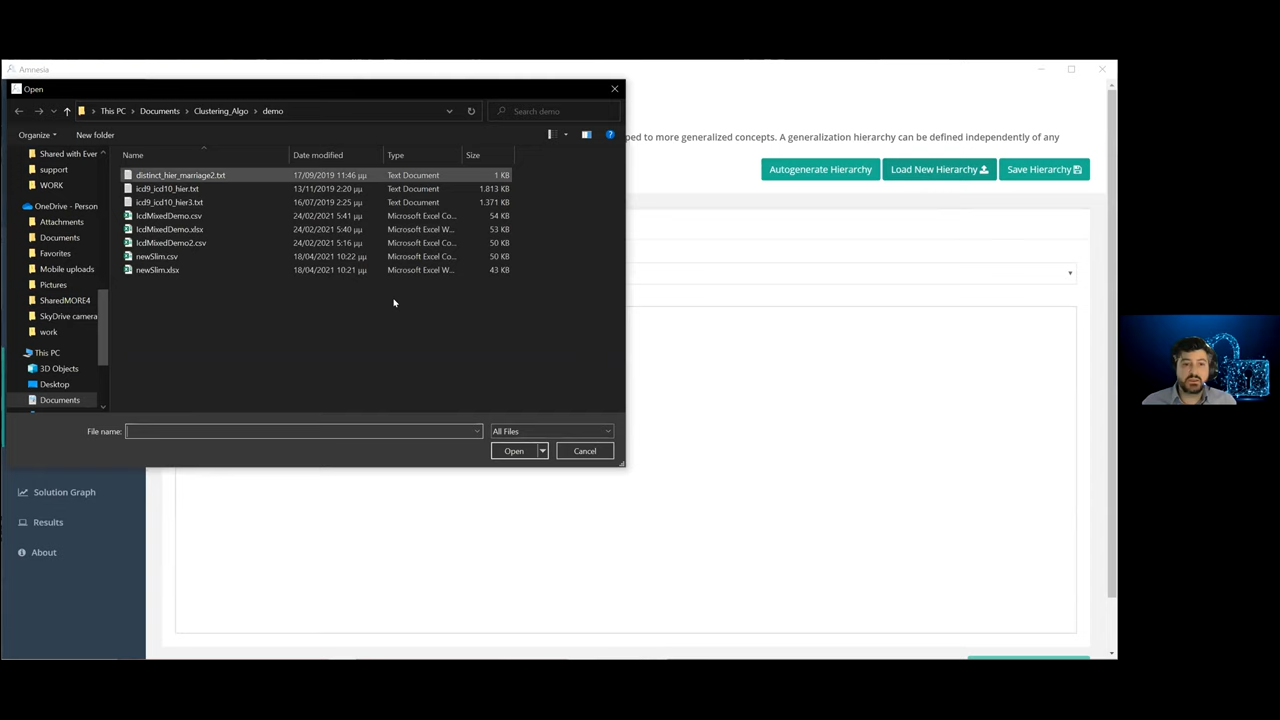 Amnesia
Open
This PC > Documents > Clustering_Algo > demo
Search demo
Organize
New folder
Name Date modified Type Size
distinct_hier_marriage2.txt 17/09/2019 11:46 μμ Text Document 1 KB
icd9_icd10_hier.txt 13/11/2019 2:20 μμ Text Document 1.813 KB
icd9_icd10_hier3.txt 16/07/2019 2:25 μμ Text Document 1.371 KB
IcdMixedDemo.csv 24/02/2021 5:41 μμ Microsoft Excel Co... 54 KB
IcdMixedDemo.xlsx 24/02/2021 5:40 μμ Microsoft Excel W... 53 KB
IcdMixedDemo2.csv 24/02/2021 5:16 μμ Microsoft Excel Co... 50 KB
newSlim.csv 18/04/2021 10:22 μμ Microsoft Excel Co... 50 KB
newSlim.xlsx 18/04/2021 10:21 μμ Microsoft Excel W... 43 KB
Shared with Ever
support
WORK
OneDrive - Person
Attachments
Documents
Favorites
Mobile uploads
Pictures
SharedMORE4
SkyDrive camera
work
This PC
3D Objects
Desktop
Documents
File name:
All Files
Open
Cancel
ped to more generalized concepts. A generalization hierarchy can be defined independently of any
Autogenerate Hierarchy
Load New Hierarchy
Save Hierarchy
Solution Graph
Results
About